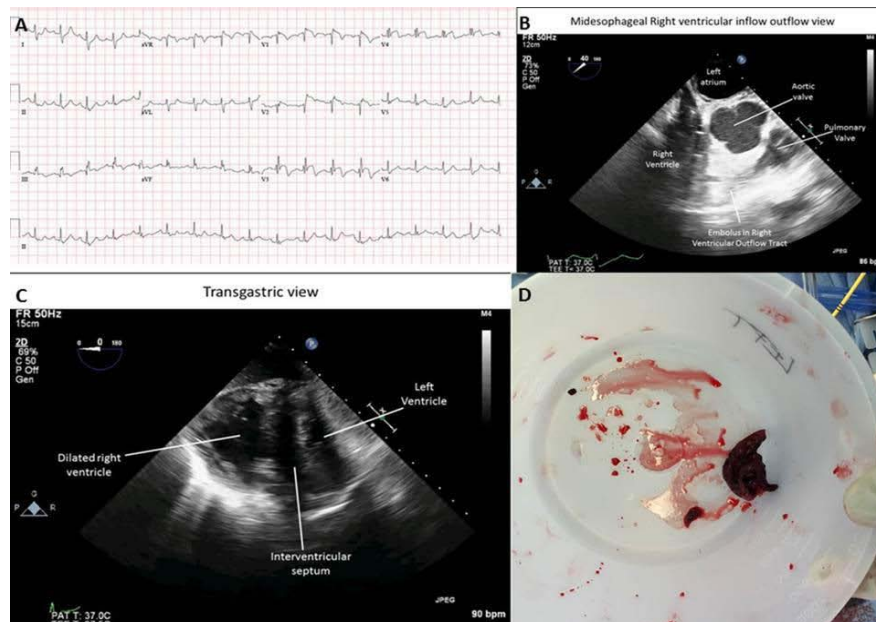 A
I
aVR
V1
V4
II
aVL
V2
V5
III
aVF
V3
V6
II
B
Midesophageal Right ventricular inflow outflow view
FR 50Hz
12cm
M4
2D
73%
C 50
P Off
Gen
40
Left
atrium
Aortic
valve
Pulmonary
Valve
Right
Ventricle
Embolus in Right
Ventricular Outflow Tract
P
R
JPEG
PAT T: 37.0C
TEE T= 37.0C
86 bpm
C
Transgastric view
FR 50Hz
15cm
M4
2D
69%
C 50
P Off
Gen
0
0
180
Left
Ventricle
Dilated right
ventricle
G
P
R
Interventricular
septum
JPEG
PAT T: 37.0C
90 bpm
D